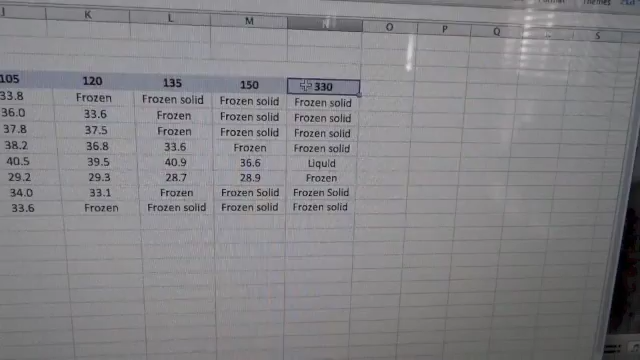 J K L M N O P Q R S
105 120 135 150 330
33.8 Frozen Frozen solid Frozen solid Frozen solid
36.0 33.6 Frozen Frozen solid Frozen solid
37.8 37.5 Frozen Frozen solid Frozen solid
38.2 36.8 33.6 Frozen Frozen solid
40.5 39.5 40.9 36.6 Liquid
29.2 29.3 28.7 28.9 Frozen
34.0 33.1 Frozen Frozen Solid Frozen Solid
33.6 Frozen Frozen solid Frozen solid Frozen solid